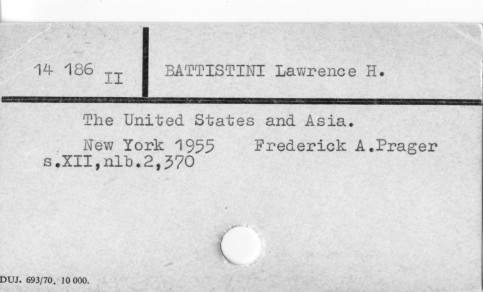 14 186 II BATTISTINI Lawrence H.
The United States and Asia.
New York 1955 Frederick A.Prager
s.XII,nlb.2,370
DUJ. 693/70. 10 000.